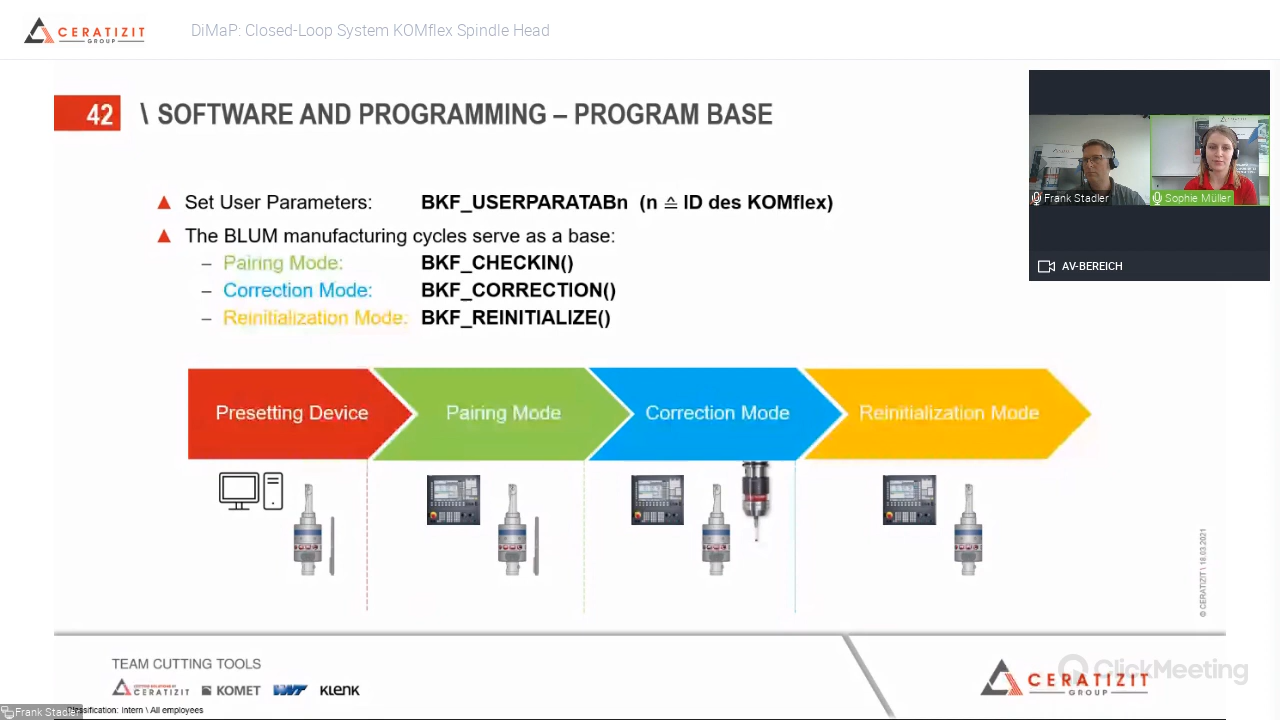 CERATIZIT
GROUP
DiMaP: Closed-Loop System KOMflex Spindle Head
42 \ SOFTWARE AND PROGRAMMING – PROGRAM BASE
Frank Stadler
Sophie Müller
AV-BEREICH
▲ Set User Parameters: BKF_USERPARATABn (n ≙ ID des KOMflex)
▲ The BLUM manufacturing cycles serve as a base:
– Pairing Mode: BKF_CHECKIN()
– Correction Mode: BKF_CORRECTION()
– Reinitialization Mode: BKF_REINITIALIZE()
Presetting Device
Pairing Mode
Correction Mode
Reinitialization Mode
© CERATIZIT \ 18.03.2021
TEAM CUTTING TOOLS
CERATIZIT
KOMET
WNT
KLENK
CERATIZIT
GROUP
ClickMeeting
Frank Stadler
Classification: Intern \ All employees